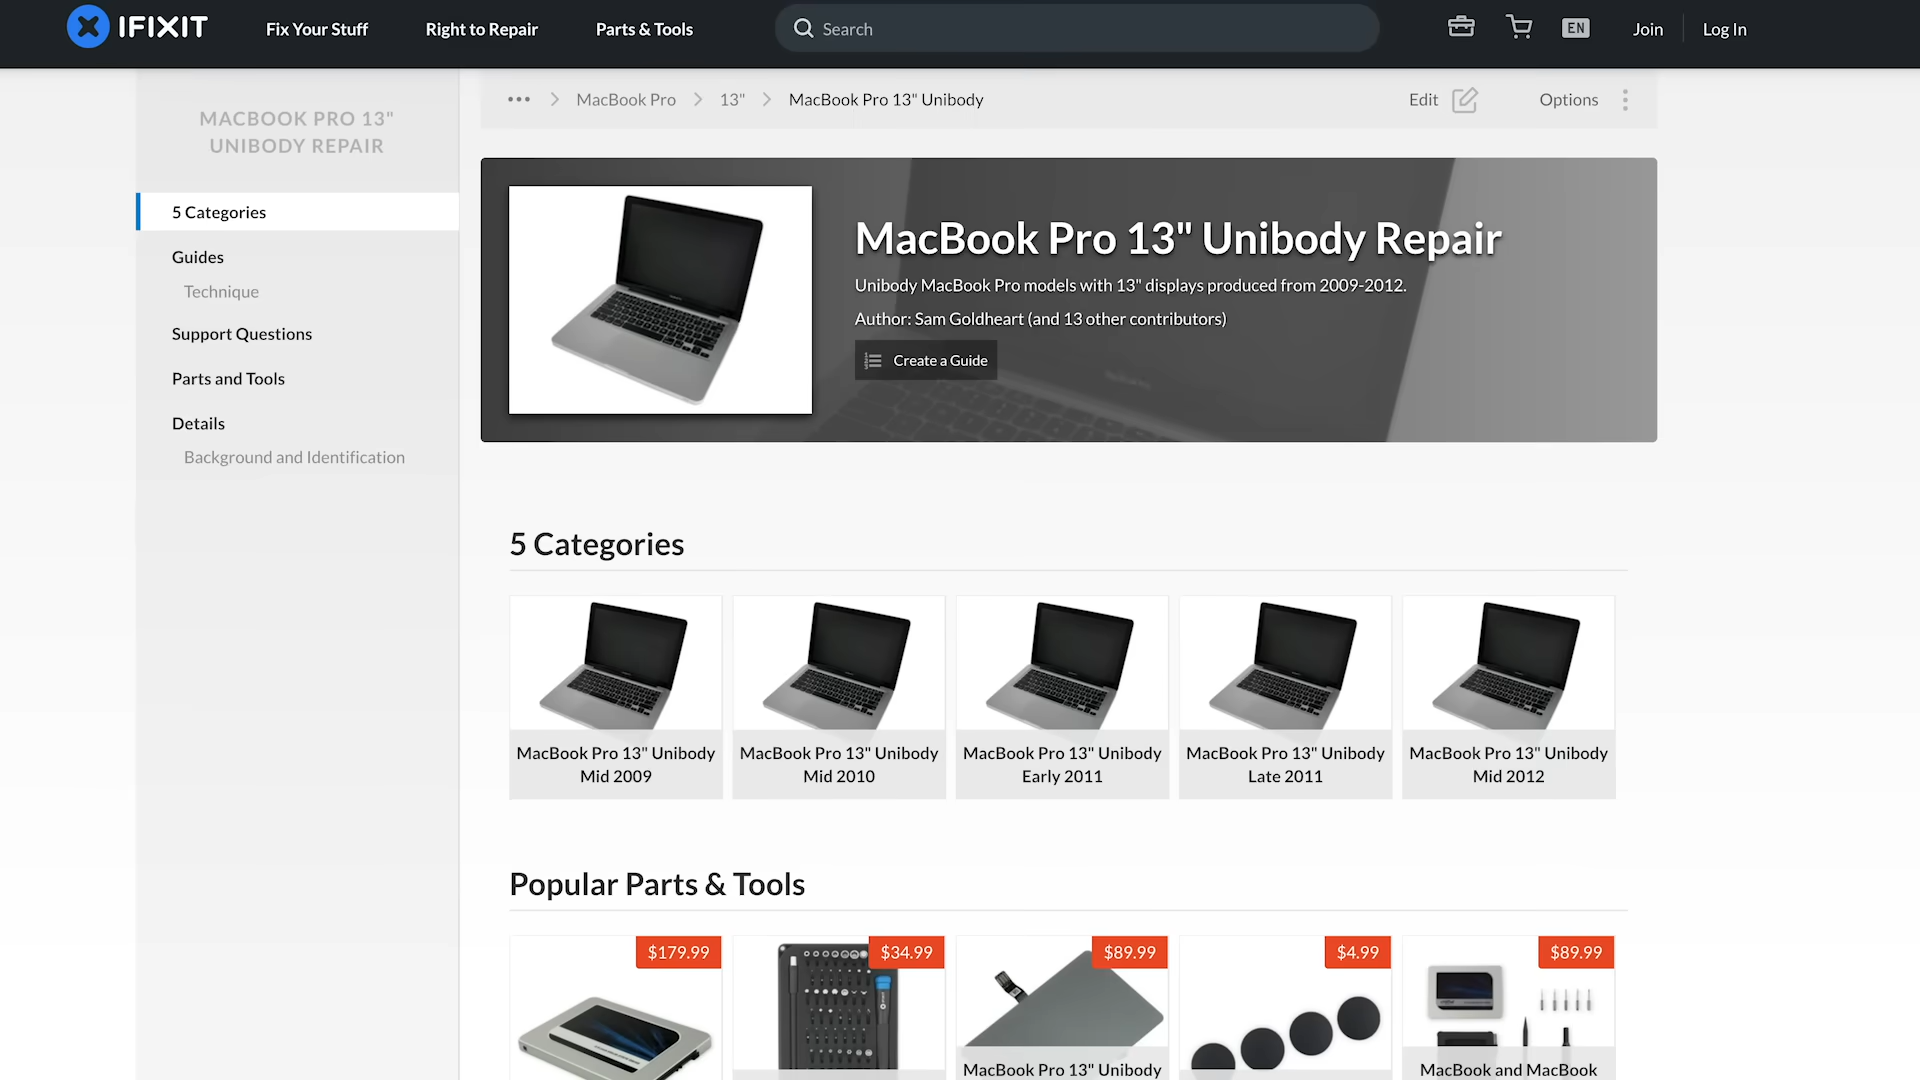 IFIXIT
Fix Your Stuff
Right to Repair
Parts & Tools
Search
EN
Join
Log In
MACBOOK PRO 13"
UNIBODY REPAIR
5 Categories
Guides
Technique
Support Questions
Parts and Tools
Details
Background and Identification
MacBook Pro
13"
MacBook Pro 13" Unibody
Edit
Options
MacBook Pro 13" Unibody Repair
Unibody MacBook Pro models with 13" displays produced from 2009-2012.
Author: Sam Goldheart (and 13 other contributors)
Create a Guide
5 Categories
MacBook Pro 13" Unibody
Mid 2009
MacBook Pro 13" Unibody
Mid 2010
MacBook Pro 13" Unibody
Early 2011
MacBook Pro 13" Unibody
Late 2011
MacBook Pro 13" Unibody
Mid 2012
Popular Parts & Tools
$179.99
$34.99
$89.99
$4.99
$89.99
MacBook Pro 13" Unibody
MacBook and MacBook